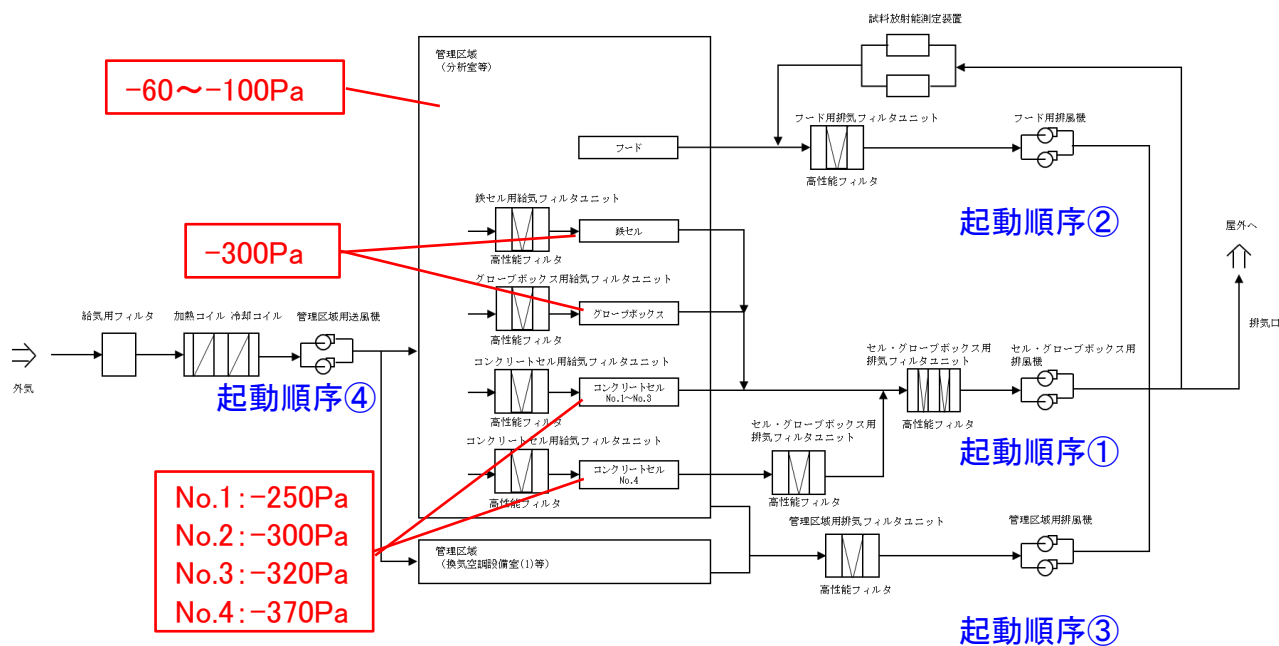 試料放射能測定装置
管理区域
(分析室等)
-60～-100Pa
フード用排気フィルタユニット
フード用排風機
フード
高性能フィルタ
鉄セル用給気フィルタユニット
起動順序②
鉄セル
屋外へ
-300Pa
高性能フィルタ
グローブボックス用給気フィルタユニット
グローブボックス
給気用フィルタ
加熱コイル 冷却コイル
管理区域用送風機
排気口
高性能フィルタ
セル・グローブボックス用
排気フィルタユニット
セル・グローブボックス用
排風機
コンクリートセル用給気フィルタユニット
外気
起動順序④
コンクリートセル
No.1~No.3
高性能フィルタ
高性能フィルタ
セル・グローブボックス用
排気フィルタユニット
コンクリートセル用給気フィルタユニット
起動順序①
コンクリートセル
No.4
No.1:-250Pa
No.2:-300Pa
No.3:-320Pa
No.4:-370Pa
高性能フィルタ
高性能フィルタ
管理区域用排気フィルタユニット
管理区域用排風機
管理区域
(換気空調設備室(1)等)
高性能フィルタ
起動順序③